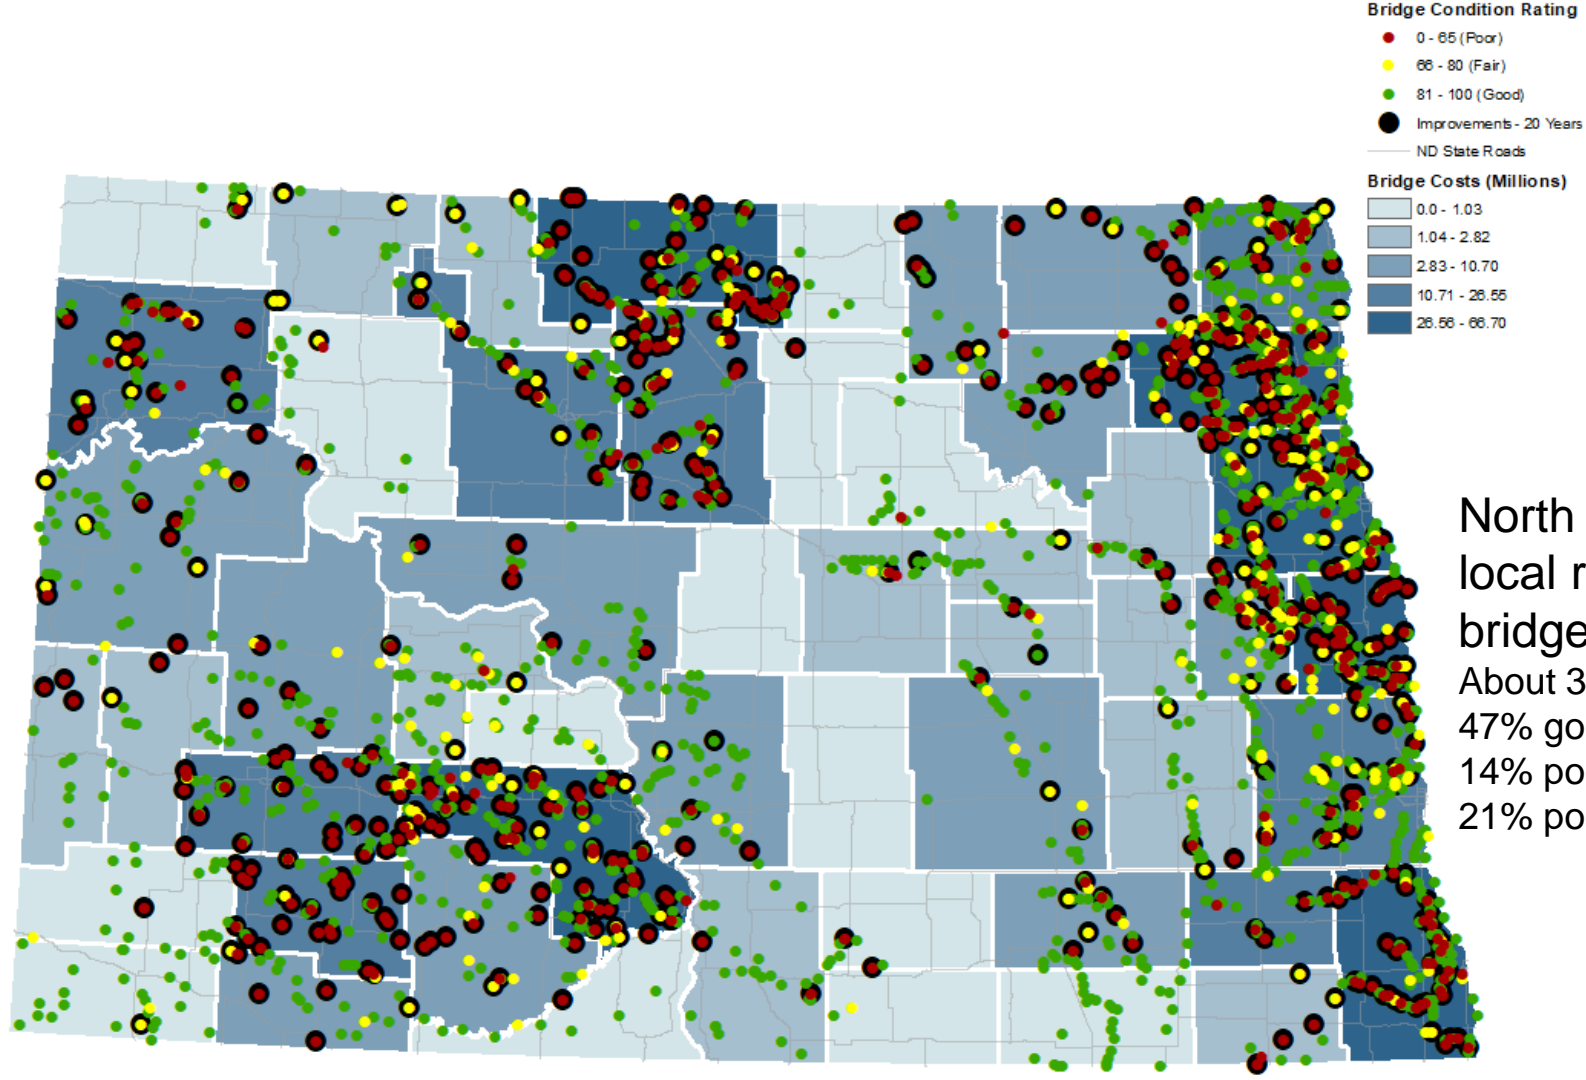 Bridge Condition Rating
0 - 65 (Poor)
66 - 80 (Fair)
81 - 100 (Good)
Improvements - 20 Years
ND State Roads
Bridge Costs (Millions)
0.0 - 1.03
1.04 - 2.82
2.83 - 10.70
10.71 - 26.55
26.56 - 66.70
North
local r
bridge
About 3
47% go
14% po
21% po